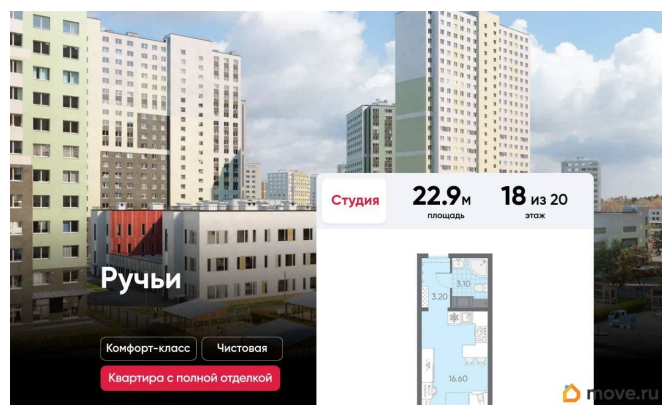 Студия
22.9м
площадь
18 из 20
этаж
Ручьи
3.10
3.20
16.60
Комфорт-класс
Чистовая
Квартира с полной отделкой
move.ru